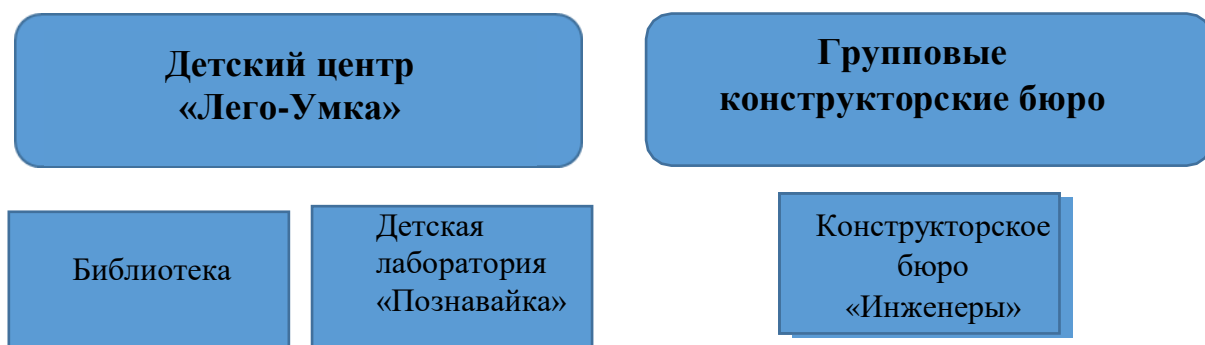 Детский центр
«Лего-Умка»
Групповые
конструкторские бюро
Библиотека
Детская
лаборатория
«Познавайка»
Конструкторское
бюро
«Инженеры»